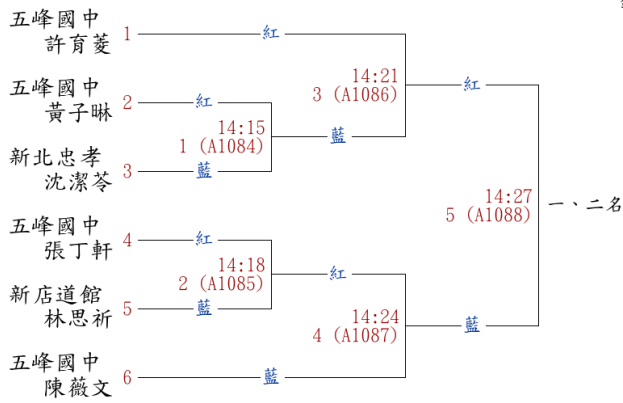 五峰國中
許育菱
1
紅
14:21
3 (A1086)
紅
五峰國中
黃子晽
2
紅
14:15
1 (A1084)
藍
新北忠孝
沈潔苓
3
藍
14:27
5 (A1088)
一、二名
五峰國中
張丁軒
4
紅
14:18
2 (A1085)
紅
新店道館
林思祈
5
藍
14:24
4 (A1087)
藍
五峰國中
陳薇文
6
藍